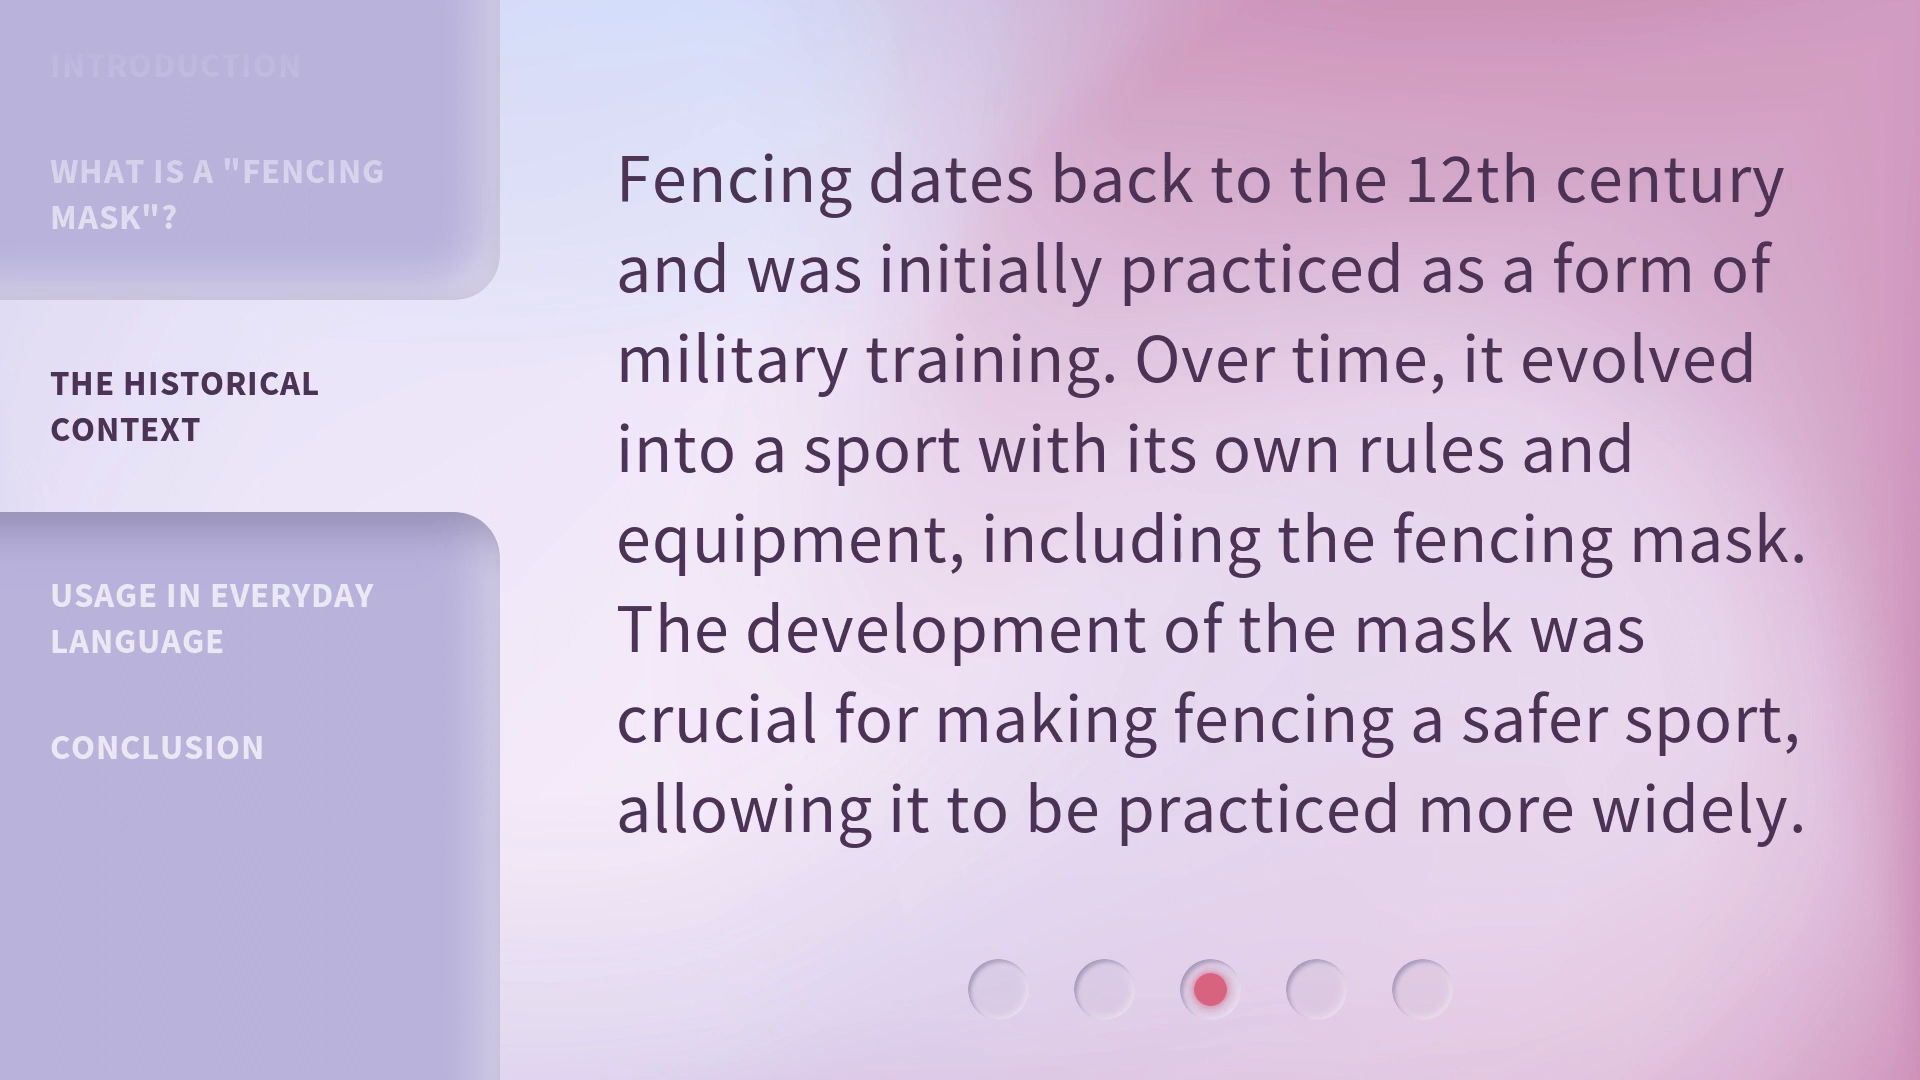 INTRODUCTION
WHAT IS A "FENCING
MASK"?
THE HISTORICAL
CONTEXT
USAGE IN EVERYDAY
LANGUAGE
CONCLUSION
Fencing dates back to the 12th century
and was initially practiced as a form of
military training. Over time, it evolved
into a sport with its own rules and
equipment, including the fencing mask.
The development of the mask was
crucial for making fencing a safer sport,
allowing it to be practiced more widely.